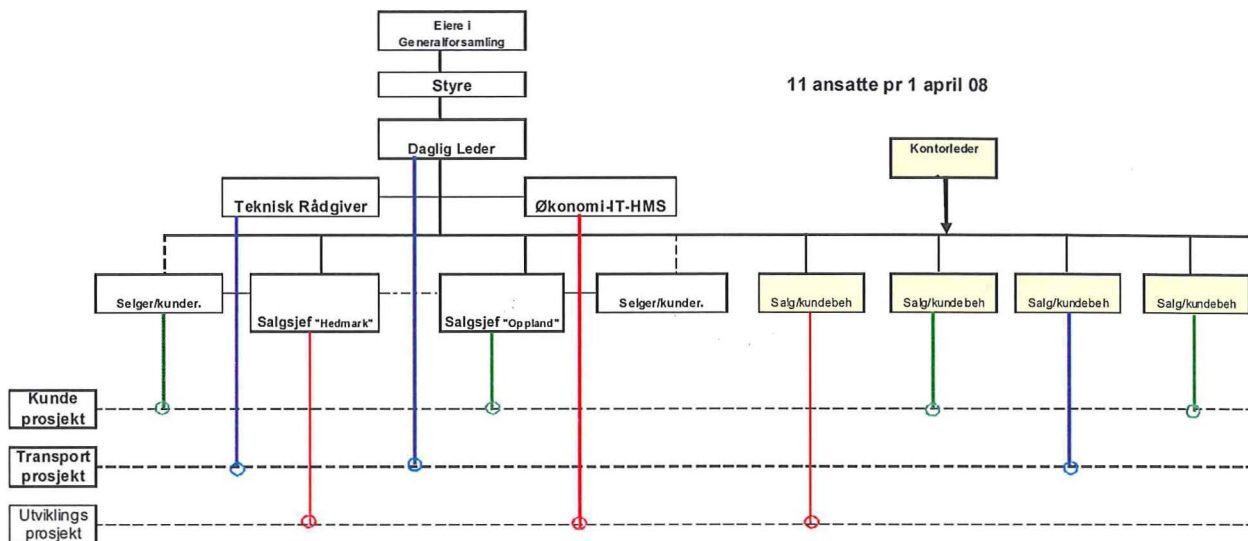 Eiere i
Generalforsamling
Styre
11 ansatte pr 1 april 08
Daglig Leder
Kontorleder
Teknisk Rådgiver
Økonomi-IT-HMS
Selger/kunder.
Salgsjef "Hedmark"
Salgsjef "Oppland"
Selger/kunder.
Salg/kundebeh
Salg/kundebeh
Salg/kundebeh
Salg/kundebeh
Kunde
prosjekt
Transport
prosjekt
Utviklings
prosjekt